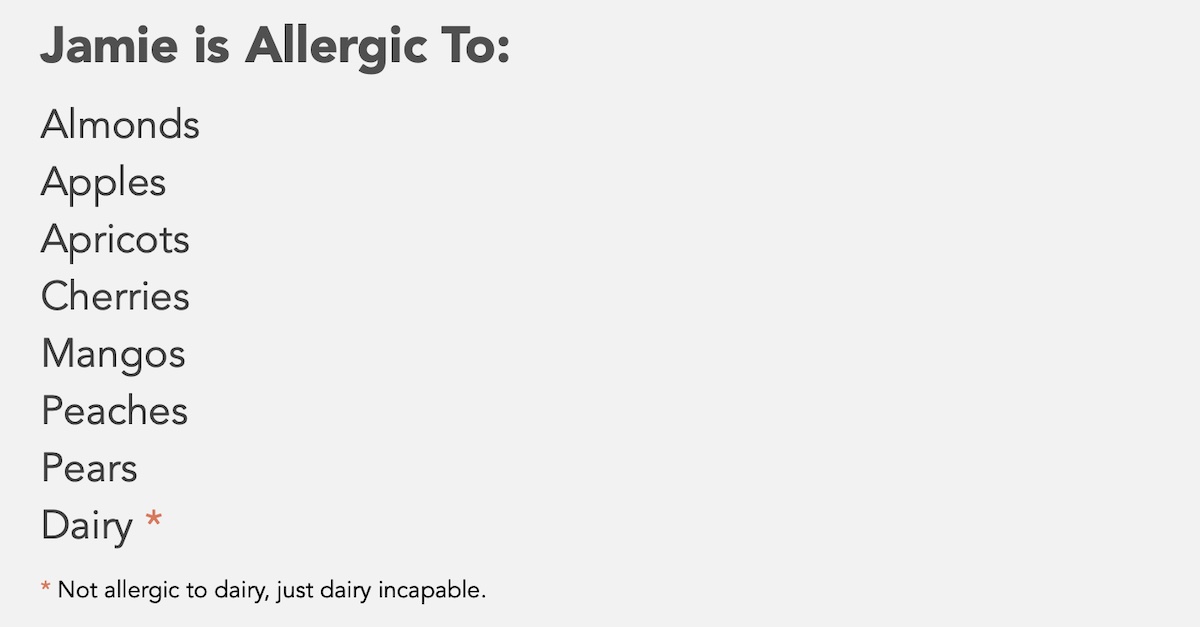 Jamie is Allergic To:
Almonds
Apples
Apricots
Cherries
Mangos
Peaches
Pears
Dairy *
* Not allergic to dairy, just dairy incapable.